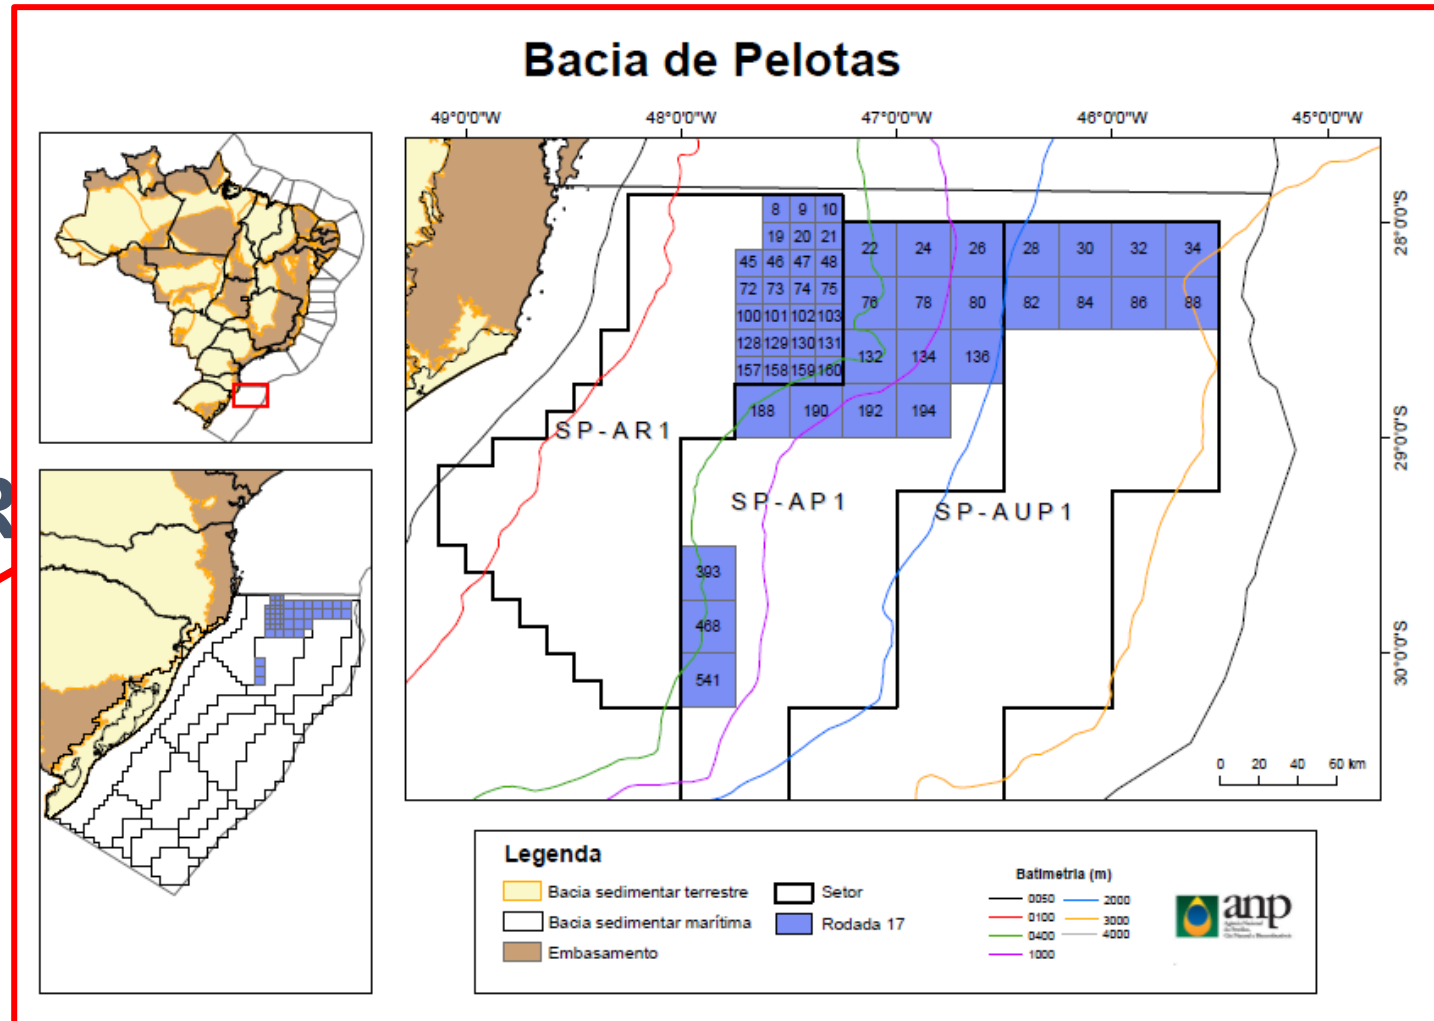 Bacia de Pelotas
49°0'0"W 48°0'0"W 47°0'0"W 46°0'0"W 45°0'0"W
28°0'0"S
29°0'0"S
30°0'0"S
8 9 10
19 20 21
22 24 26 28 30 32 34
45 46 47 48
72 73 74 75
76 78 80 82 84 86 88
100 101 102 103
128 129 130 131
132 134 136
157 158 159 160
188 190 192 194
SP-AR1
SP-AP1
SP-AUP1
R
393
468
541
0 20 40 60 km
Legenda
Bacia sedimentar terrestre
Bacia sedimentar marítima
Embasamento
Setor
Rodada 17
Batimetria (m)
0050 2000
0100 3000
0400 4000
1000
anp